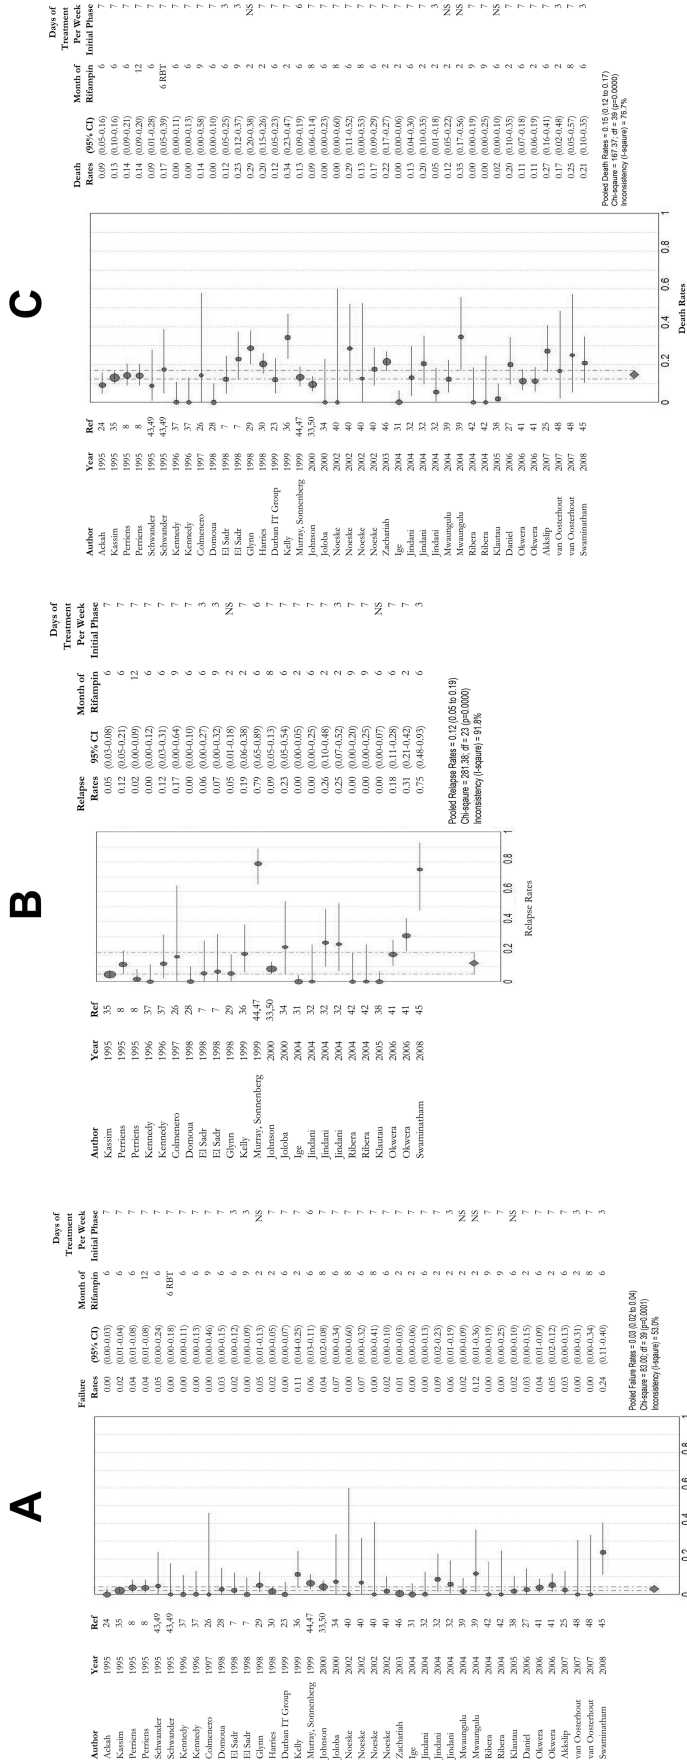 A
Author Year Ref Failure Rates (95% CI) Month of Rifampin Days of Treatment Per Week Initial Phase
Ackah 1995 24 0.00 (0.00-0.03) 6 7
Kassim 1995 35 0.02 (0.01-0.04) 6 7
Perriens 1995 8 0.04 (0.01-0.08) 6 7
Perriens 1995 8 0.04 (0.01-0.08) 12 7
Schwander 1995 43,49 0.05 (0.00-0.24) 6 6
Schwander 1995 43,49 0.00 (0.00-0.18) 6 RBT 7
Kennedy 1996 37 0.00 (0.00-0.11) 6 7
Kennedy 1996 37 0.00 (0.00-0.13) 6 7
Colmenero 1997 26 0.00 (0.00-0.46) 9 7
Domoua 1998 28 0.03 (0.00-0.15) 6 7
El Sadr 1998 7 0.02 (0.00-0.12) 6 3
El Sadr 1998 7 0.00 (0.00-0.09) 9 3
Glynn 1998 29 0.05 (0.01-0.13) 2 NS
Harries 1998 30 0.02 (0.00-0.05) 2 7
Durban IT Group 1999 23 0.00 (0.00-0.07) 6 7
Kelly 1999 36 0.11 (0.04-0.25) 2 7
Murray, Sonnenberg 1999 44,47 0.06 (0.03-0.11) 6 6
Johnson 2000 33,50 0.04 (0.02-0.08) 8 7
Joloba 2000 34 0.07 (0.00-0.34) 6 7
Noeske 2002 40 0.00 (0.00-0.60) 8 7
Noeske 2002 40 0.07 (0.00-0.32) 6 7
Noeske 2002 40 0.00 (0.00-0.41) 8 7
Noeske 2002 40 0.02 (0.00-0.10) 6 7
Zachariah 2003 46 0.01 (0.00-0.03) 2 3
Ige 2004 31 0.00 (0.00-0.06) 2 7
Jindani 2004 32 0.00 (0.00-0.13) 6 7
Jindani 2004 32 0.09 (0.02-0.23) 2 7
Jindani 2004 32 0.06 (0.01-0.19) 2 3
Mwaungulu 2004 39 0.02 (0.00-0.09) 2 NS
Mwaungulu 2004 39 0.12 (0.01-0.36) 2 NS
Ribera 2004 42 0.00 (0.00-0.19) 9 7
Ribera 2004 42 0.00 (0.00-0.25) 9 7
Klautau 2005 38 0.02 (0.00-0.10) 6 NS
Daniel 2006 27 0.03 (0.00-0.15) 2 7
Okwera 2006 41 0.04 (0.01-0.09) 6 7
Okwera 2006 41 0.05 (0.02-0.12) 2 7
Akkslip 2007 25 0.03 (0.00-0.13) 6 7
van Oosterhout 2007 48 0.00 (0.00-0.31) 2 3
van Oosterhout 2007 48 0.00 (0.00-0.34) 8 7
Swaminatham 2008 45 0.24 (0.11-0.40) 6 3
0 0.2 0.4 0.6 0.8 1
Pooled Failure Rates = 0.03 (0.02 to 0.04)
Chi-sqaure = 83.00; df = 39 (p=0.0001)
Inconsistency (I-sqaure) = 53.0%
B
Author Year Ref Relapse Rates 95% CI Month of Rifampin Days of Treatment Per Week Initial Phase
Kassim 1995 35 0.05 (0.03-0.08) 6 7
Perriens 1995 8 0.12 (0.05-0.21) 6 7
Perriens 1995 8 0.02 (0.00-0.09) 12 7
Kennedy 1996 37 0.00 (0.00-0.12) 6 7
Kennedy 1996 37 0.12 (0.03-0.31) 6 7
Colmenero 1997 26 0.17 (0.00-0.64) 9 7
Domoua 1998 28 0.00 (0.00-0.10) 6 7
El Sadr 1998 7 0.06 (0.00-0.27) 6 3
El Sadr 1998 7 0.07 (0.00-0.32) 9 3
Glynn 1998 29 0.05 (0.01-0.18) 2 NS
Kelly 1999 36 0.19 (0.06-0.38) 2 7
Murray, Sonnenberg 1999 44,47 0.79 (0.65-0.89) 6 6
Johnson 2000 33,50 0.09 (0.05-0.13) 8 7
Joloba 2000 34 0.23 (0.05-0.54) 6 7
Ige 2004 31 0.00 (0.00-0.05) 2 7
Jindani 2004 32 0.00 (0.00-0.25) 6 7
Jindani 2004 32 0.26 (0.10-0.48) 2 7
Jindani 2004 32 0.25 (0.07-0.52) 2 3
Ribera 2004 42 0.00 (0.00-0.20) 9 7
Ribera 2004 42 0.00 (0.00-0.25) 9 7
Klautau 2005 38 0.00 (0.00-0.07) 6 NS
Okwera 2006 41 0.18 (0.11-0.28) 6 7
Okwera 2006 41 0.31 (0.21-0.42) 2 7
Swaminatham 2008 45 0.75 (0.48-0.93) 6 3
0 0.2 0.4 0.6 0.8 1
Relapse Rates
Pooled Relapse Rates = 0.12 (0.05 to 0.19)
Chi-sqaure = 281.38; df = 23 (p=0.0000)
Inconsistency (I-sqaure) = 91.8%
C
Author Year Ref Death Rates (95% CI) Month of Rifampin Days of Treatment Per Week Initial Phase
Ackah 1995 24 0.09 (0.05-0.16) 6 7
Kassim 1995 35 0.13 (0.10-0.16) 6 7
Perriens 1995 8 0.14 (0.09-0.21) 6 7
Perriens 1995 8 0.14 (0.09-0.20) 12 7
Schwander 1995 43,49 0.09 (0.01-0.28) 6 6
Schwander 1995 43,49 0.17 (0.05-0.39) 6 RBT 7
Kennedy 1996 37 0.00 (0.00-0.11) 6 7
Kennedy 1996 37 0.00 (0.00-0.13) 6 7
Colmenero 1997 26 0.14 (0.00-0.58) 9 7
Domoua 1998 28 0.00 (0.00-0.10) 6 7
El Sadr 1998 7 0.12 (0.05-0.25) 6 3
El Sadr 1998 7 0.23 (0.12-0.37) 9 3
Glynn 1998 29 0.29 (0.20-0.38) 2 NS
Harries 1998 30 0.20 (0.15-0.26) 2 7
Durban IT Group 1999 23 0.12 (0.05-0.23) 6 7
Kelly 1999 36 0.34 (0.23-0.47) 2 7
Murray, Sonnenberg 1999 44,47 0.13 (0.09-0.19) 6 6
Johnson 2000 33,50 0.09 (0.06-0.14) 8 7
Joloba 2000 34 0.00 (0.00-0.23) 6 7
Noeske 2002 40 0.00 (0.00-0.60) 8 7
Noeske 2002 40 0.29 (0.11-0.52) 6 7
Noeske 2002 40 0.13 (0.00-0.53) 8 7
Noeske 2002 40 0.17 (0.09-0.29) 6 7
Zachariah 2003 46 0.22 (0.17-0.27) 2 3
Ige 2004 31 0.00 (0.00-0.06) 2 7
Jindani 2004 32 0.13 (0.04-0.30) 6 7
Jindani 2004 32 0.20 (0.10-0.35) 2 7
Jindani 2004 32 0.05 (0.01-0.18) 2 3
Mwaungulu 2004 39 0.12 (0.05-0.22) 2 NS
Mwaungulu 2004 39 0.35 (0.17-0.56) 2 NS
Ribera 2004 42 0.00 (0.00-0.19) 9 7
Ribera 2004 42 0.00 (0.00-0.25) 9 7
Klautau 2005 38 0.02 (0.00-0.10) 6 NS
Daniel 2006 27 0.20 (0.10-0.35) 2 7
Okwera 2006 41 0.11 (0.07-0.18) 6 7
Okwera 2006 41 0.11 (0.06-0.19) 2 7
Akkslip 2007 25 0.27 (0.16-0.41) 6 7
van Oosterhout 2007 48 0.17 (0.02-0.48) 2 3
van Oosterhout 2007 48 0.25 (0.05-0.57) 8 7
Swaminatham 2008 45 0.21 (0.10-0.35) 6 3
0 0.2 0.4 0.6 0.8 1
Death Rates
Pooled Death Rates = 0.15 (0.12 to 0.17)
Chi-sqaure = 167.37; df = 39 (p=0.0000)
Inconsistency (I-sqaure) = 76.7%